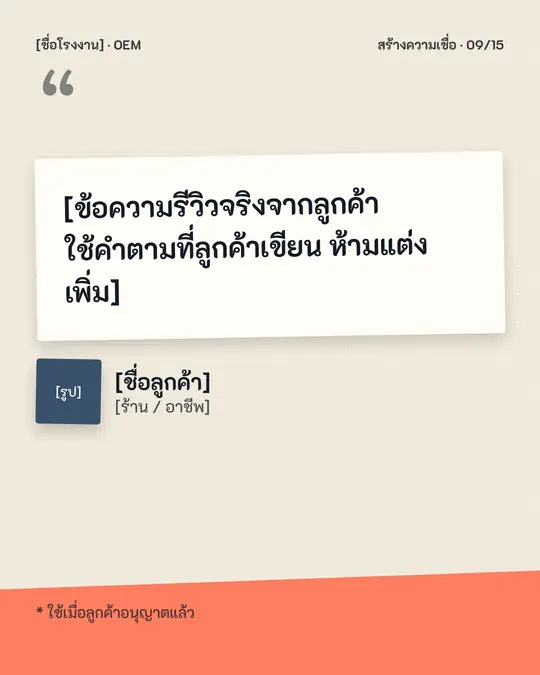 [ชื่อโรงงาน] · OEM
สร้างความเชื่อ · 09/15
“
[ข้อความรีวิวจริงจากลูกค้า
ใช้คำตามที่ลูกค้าเขียน ห้ามแต่ง
เพิ่ม]
[รูป]
[ชื่อลูกค้า]
[ร้าน / อาชีพ]
* ใช้เมื่อลูกค้าอนุญาตแล้ว